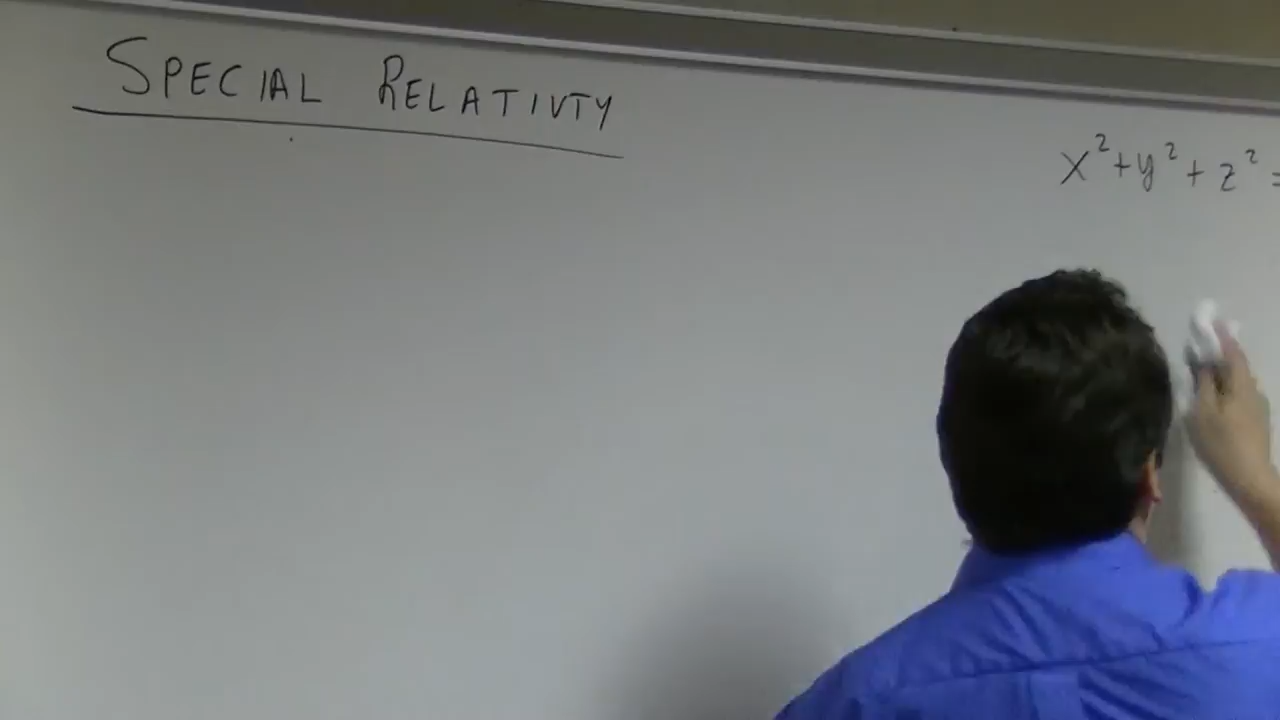 SPECIAL RELATIVTY
x²+y²+z² =